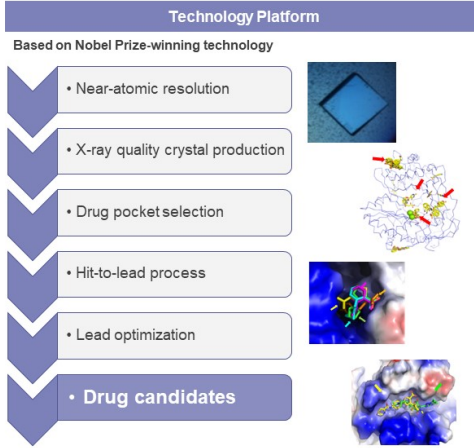 Technology Platform
Based on Nobel Prize-winning technology
• Near-atomic resolution
• X-ray quality crystal production
• Drug pocket selection
• Hit-to-lead process
• Lead optimization
• Drug candidates